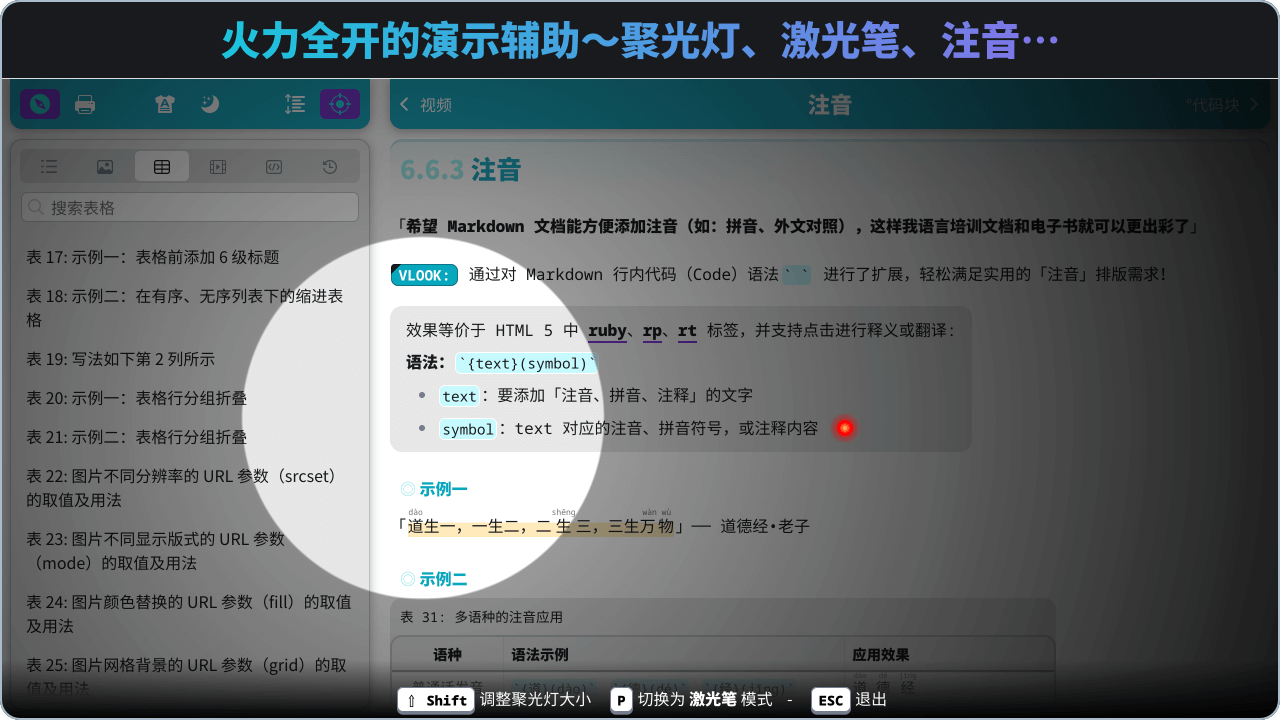 火力全开的演示辅助～聚光灯、激光笔、注音…
视频
注音
°代码块
搜索表格
表 17: 示例一：表格前添加 6 级标题
表 18: 示例二：在有序、无序列表下的缩进表
格
表 19: 写法如下第 2 列所示
表 20: 示例一：表格行分组折叠
表 21: 示例二：表格行分组折叠
表 22: 图片不同分辨率的 URL 参数（srcset）
的取值及用法
表 23: 图片不同显示版式的 URL 参数
（mode）的取值及用法
表 24: 图片颜色替换的 URL 参数（fill）的取值
及用法
表 25: 图片网格背景的 URL 参数（grid）的取
值及用法
6.6.3 注音
「希望 Markdown 文档能方便添加注音（如：拼音、外文对照），这样我语言培训文档和电子书就可以更出彩了」
VLOOK: 通过对 Markdown 行内代码（Code）语法 ` ` 进行了扩展，轻松满足实用的「注音」排版需求！
效果等价于 HTML 5 中 ruby、rp、rt 标签，并支持点击进行释义或翻译：
语法： `{text}(symbol)`
text：要添加「注音、拼音、注释」的文字
symbol：text 对应的注音、拼音符号，或注释内容
示例一
dào shēng wàn wù
「道生一，一生二，二生三，三生万物」—— 道德经•老子
示例二
表 31: 多语种的注音应用
语种 语法示例 应用效果
dào dé jīng
普通话发音 `{道}(dào)` `{德}(dé)` `{经}(jīng)` 道 德 经
⇧ Shift 调整聚光灯大小 P 切换为 激光笔 模式 - ESC 退出